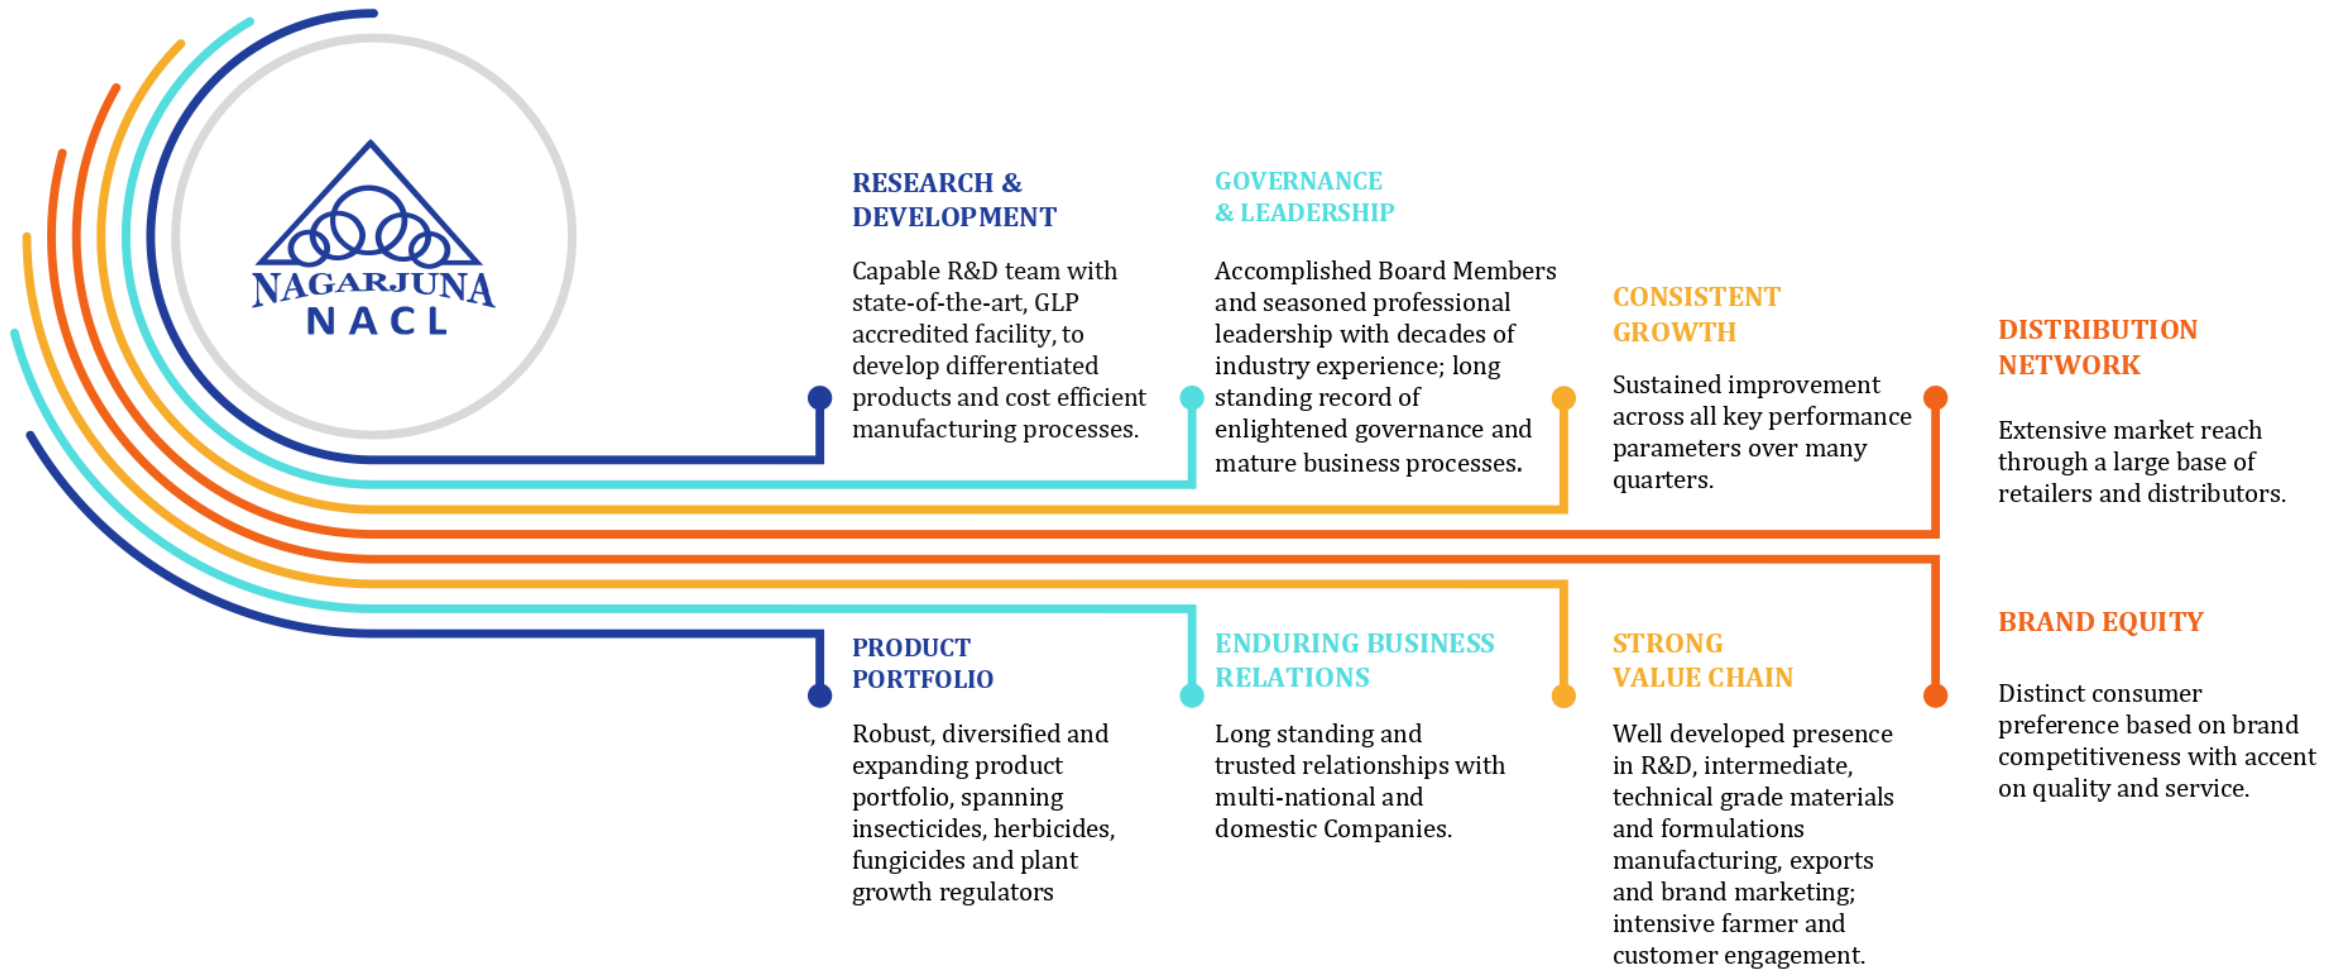 NAGARJUNA
NACL
RESEARCH &
DEVELOPMENT
Capable R&D team with
state-of-the-art, GLP
accredited facility, to
develop differentiated
products and cost efficient
manufacturing processes.
GOVERNANCE
& LEADERSHIP
Accomplished Board Members
and seasoned professional
leadership with decades of
industry experience; long
standing record of
enlightened governance and
mature business processes.
CONSISTENT
GROWTH
Sustained improvement
across all key performance
parameters over many
quarters.
DISTRIBUTION
NETWORK
Extensive market reach
through a large base of
retailers and distributors.
PRODUCT
PORTFOLIO
Robust, diversified and
expanding product
portfolio, spanning
insecticides, herbicides,
fungicides and plant
growth regulators
ENDURING BUSINESS
RELATIONS
Long standing and
trusted relationships with
multi-national and
domestic Companies.
STRONG
VALUE CHAIN
Well developed presence
in R&D, intermediate,
technical grade materials
and formulations
manufacturing, exports
and brand marketing;
intensive farmer and
customer engagement.
BRAND EQUITY
Distinct consumer
preference based on brand
competitiveness with accent
on quality and service.